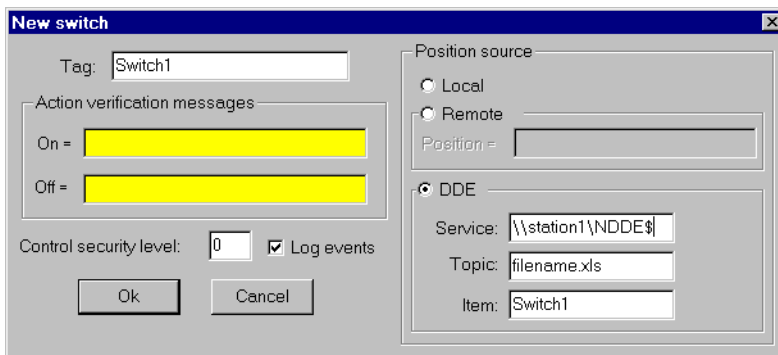 New switch
Tag: Switch1
Action verification messages
On =
Off =
Control security level: 0 Log events
Ok Cancel
Position source
Local
Remote
Position =
DDE
Service: \\station1\NDDE$
Topic: filename.xls
Item: Switch1